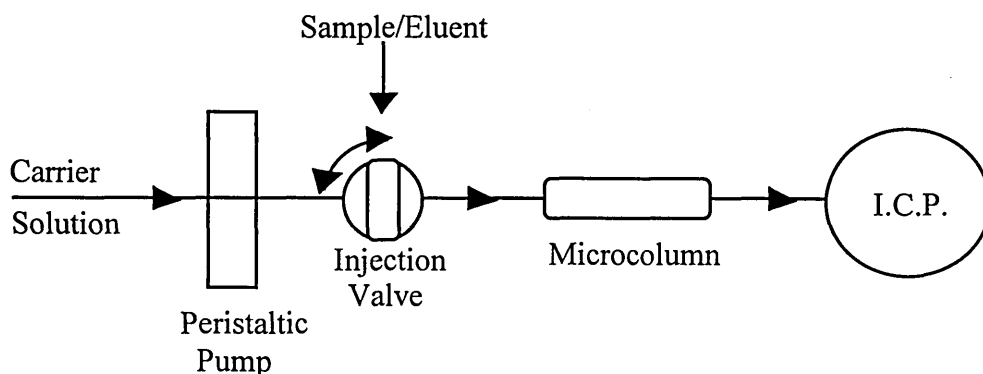 Sample/Eluent
Carrier
Solution
Peristaltic
Pump
Injection
Valve
Microcolumn
I.C.P.